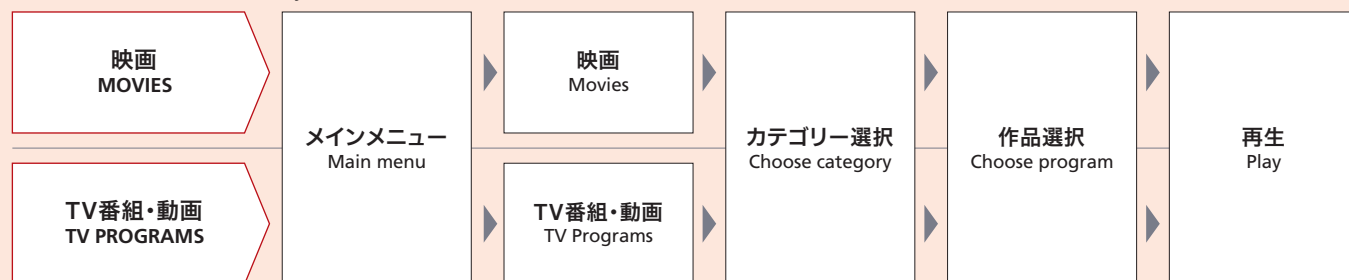 映画
MOVIES
メインメニュー
Main menu
映画
Movies
カテゴリー選択
Choose category
作品選択
Choose program
再生
Play
TV番組・動画
TV PROGRAMS
TV番組・動画
TV Programs